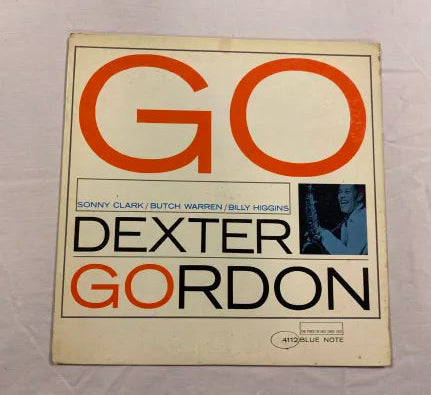 GO
SONNY CLARK/BUTCH WARREN/BILLY HIGGINS
DEXTER
GORDON
4112 BLUE NOTE